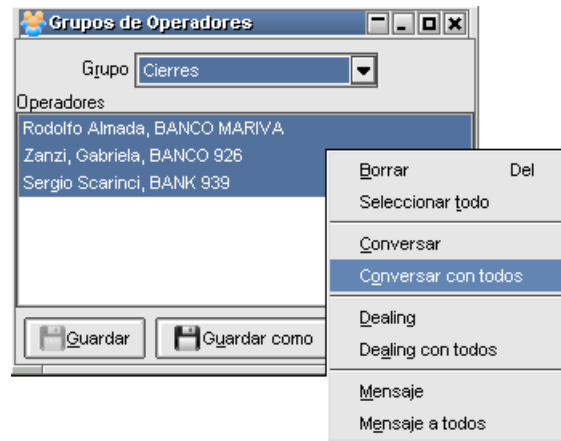 Grupos de Operadores
Grupo Cierres
Operadores
Rodolfo Almada, BANCO MARIVA
Zanzi, Gabriela, BANCO 926
Sergio Scarinci, BANK 939
Guardar Guardar como
Borrar Del
Seleccionar todo
Conversar
Conversar con todos
Dealing
Dealing con todos
Mensaje
Mensaje a todos